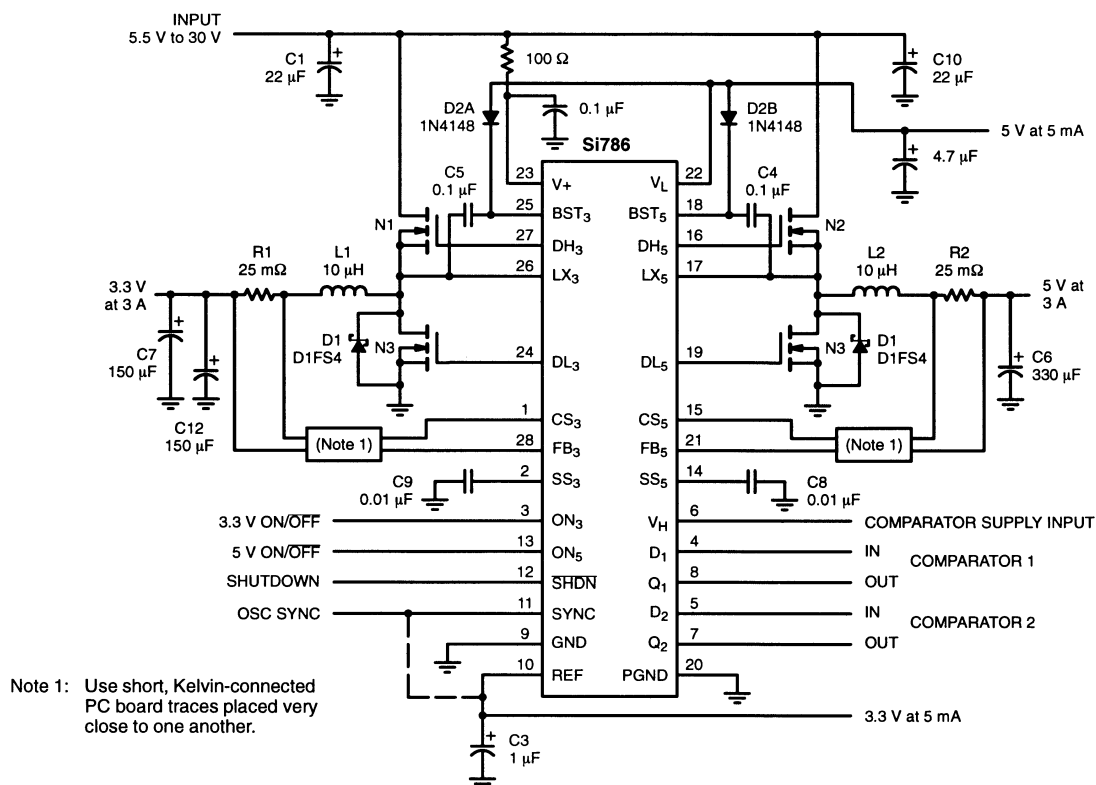 INPUT
5.5 V to 30 V
C1
22 µF
+
100 Ω
+
C10
22 µF
+
0.1 µF
D2A
1N4148
D2B
1N4148
5 V at 5 mA
+
4.7 µF
Si786
C5
0.1 µF
C4
0.1 µF
23
V+
VL
22
25
BST3
BST5
18
N1
27
DH3
DH5
16
N2
26
LX3
LX5
17
R1
25 mΩ
L1
10 µH
L2
10 µH
R2
25 mΩ
3.3 V
at 3 A
5 V at
3 A
+
C7
150 µF
+
C12
150 µF
D1
D1FS4
N3
24
DL3
DL5
19
N3
D1
D1FS4
+
C6
330 µF
1
CS3
CS5
15
(Note 1)
(Note 1)
28
FB3
FB5
21
C9
0.01 µF
2
SS3
SS5
14
C8
0.01 µF
3.3 V ON/OFF
3
ON3
VH
6
COMPARATOR SUPPLY INPUT
5 V ON/OFF
13
ON5
D1
4
IN
COMPARATOR 1
SHUTDOWN
12
SHDN
Q1
8
OUT
OSC SYNC
11
SYNC
D2
5
IN
COMPARATOR 2
9
GND
Q2
7
OUT
10
REF
PGND
20
Note 1: Use short, Kelvin-connected
PC board traces placed very
close to one another.
3.3 V at 5 mA
+
C3
1 µF